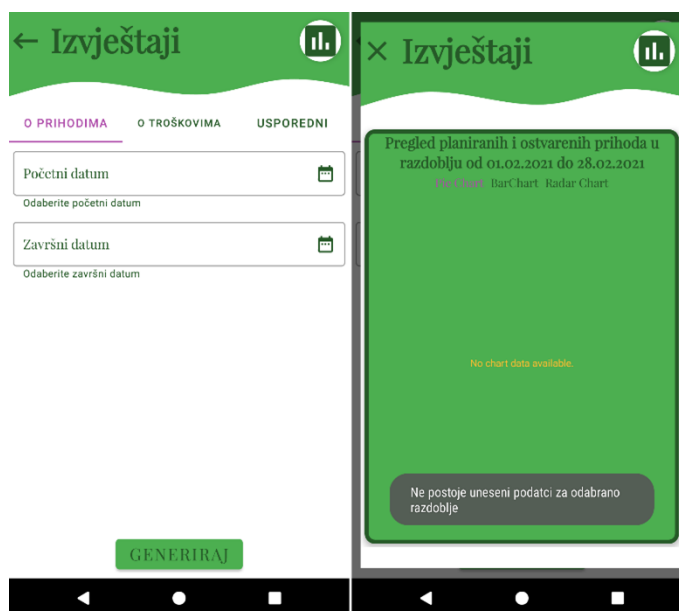 Izvještaji
O PRIHODIMA O TROŠKOVIMA USPOREDNI
Početni datum
Odaberite početni datum
Završni datum
Odaberite završni datum
GENERIRAJ
Izvještaji
Pregled planiranih i ostvarenih prihoda u
razdoblju od 01.02.2021 do 28.02.2021
Pie Chart BarChart Radar Chart
No chart data available.
Ne postoje uneseni podatci za odabrano
razdoblje